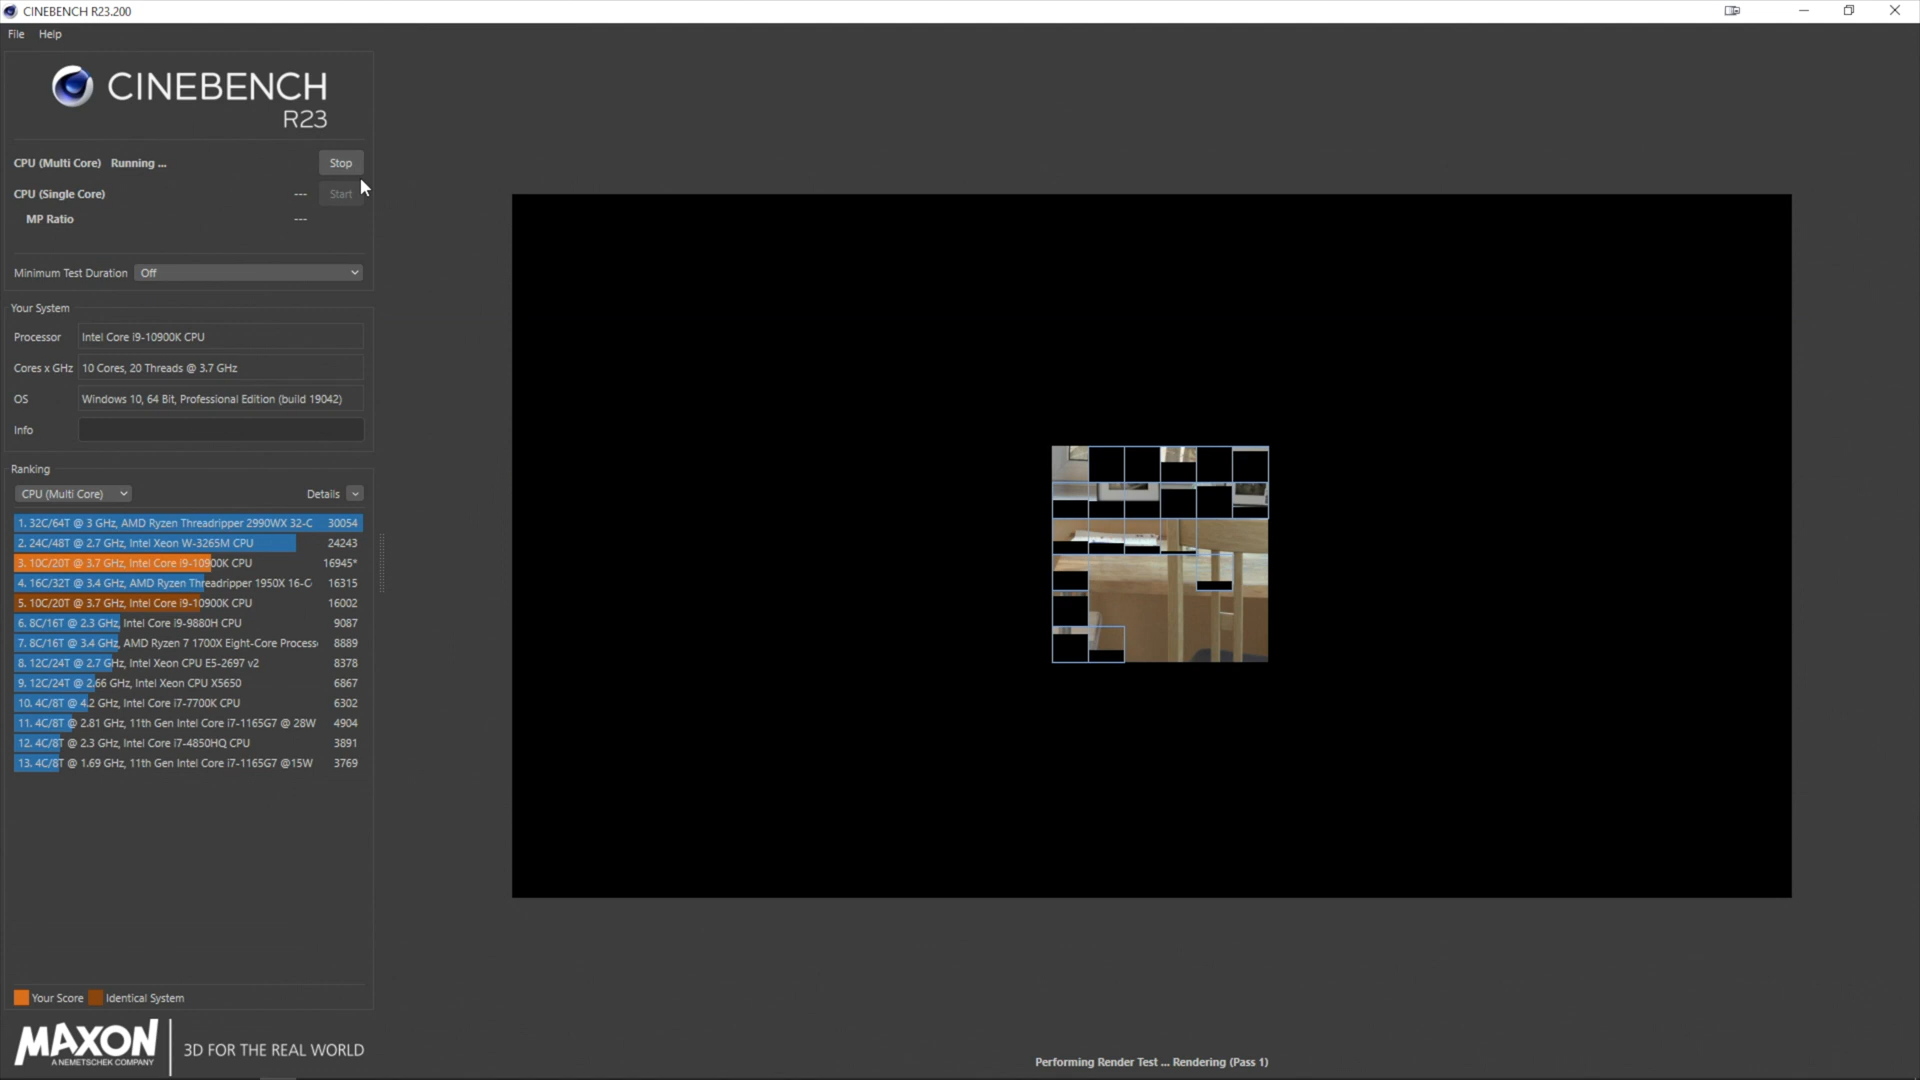 CINEBENCH R23.200
File Help
CINEBENCH
R23
CPU (Multi Core) Running ... Stop
CPU (Single Core) --- Start
MP Ratio ---
Minimum Test Duration Off
Your System
Processor Intel Core i9-10900K CPU
Cores x GHz 10 Cores, 20 Threads @ 3.7 GHz
OS Windows 10, 64 Bit, Professional Edition (build 19042)
Info
Ranking
CPU (Multi Core) Details
1. 32C/64T @ 3 GHz, AMD Ryzen Threadripper 2990WX 32-C 30054
2. 24C/48T @ 2.7 GHz, Intel Xeon W-3265M CPU 24243
3. 10C/20T @ 3.7 GHz, Intel Core i9-10900K CPU 16945*
4. 16C/32T @ 3.4 GHz, AMD Ryzen Threadripper 1950X 16-C 16315
5. 10C/20T @ 3.7 GHz, Intel Core i9-10900K CPU 16002
6. 8C/16T @ 2.3 GHz, Intel Core i9-9880H CPU 9087
7. 8C/16T @ 3.4 GHz, AMD Ryzen 7 1700X Eight-Core Process 8889
8. 12C/24T @ 2.7 GHz, Intel Xeon CPU E5-2697 v2 8378
9. 12C/24T @ 2.66 GHz, Intel Xeon CPU X5650 6867
10. 4C/8T @ 4.2 GHz, Intel Core i7-7700K CPU 6302
11. 4C/8T @ 2.81 GHz, 11th Gen Intel Core i7-1165G7 @ 28W 4904
12. 4C/8T @ 2.3 GHz, Intel Core i7-4850HQ CPU 3891
13. 4C/8T @ 1.69 GHz, 11th Gen Intel Core i7-1165G7 @15W 3769
Your Score Identical System
MAXON
A NEMETSCHEK COMPANY
3D FOR THE REAL WORLD
Performing Render Test ... Rendering (Pass 1)